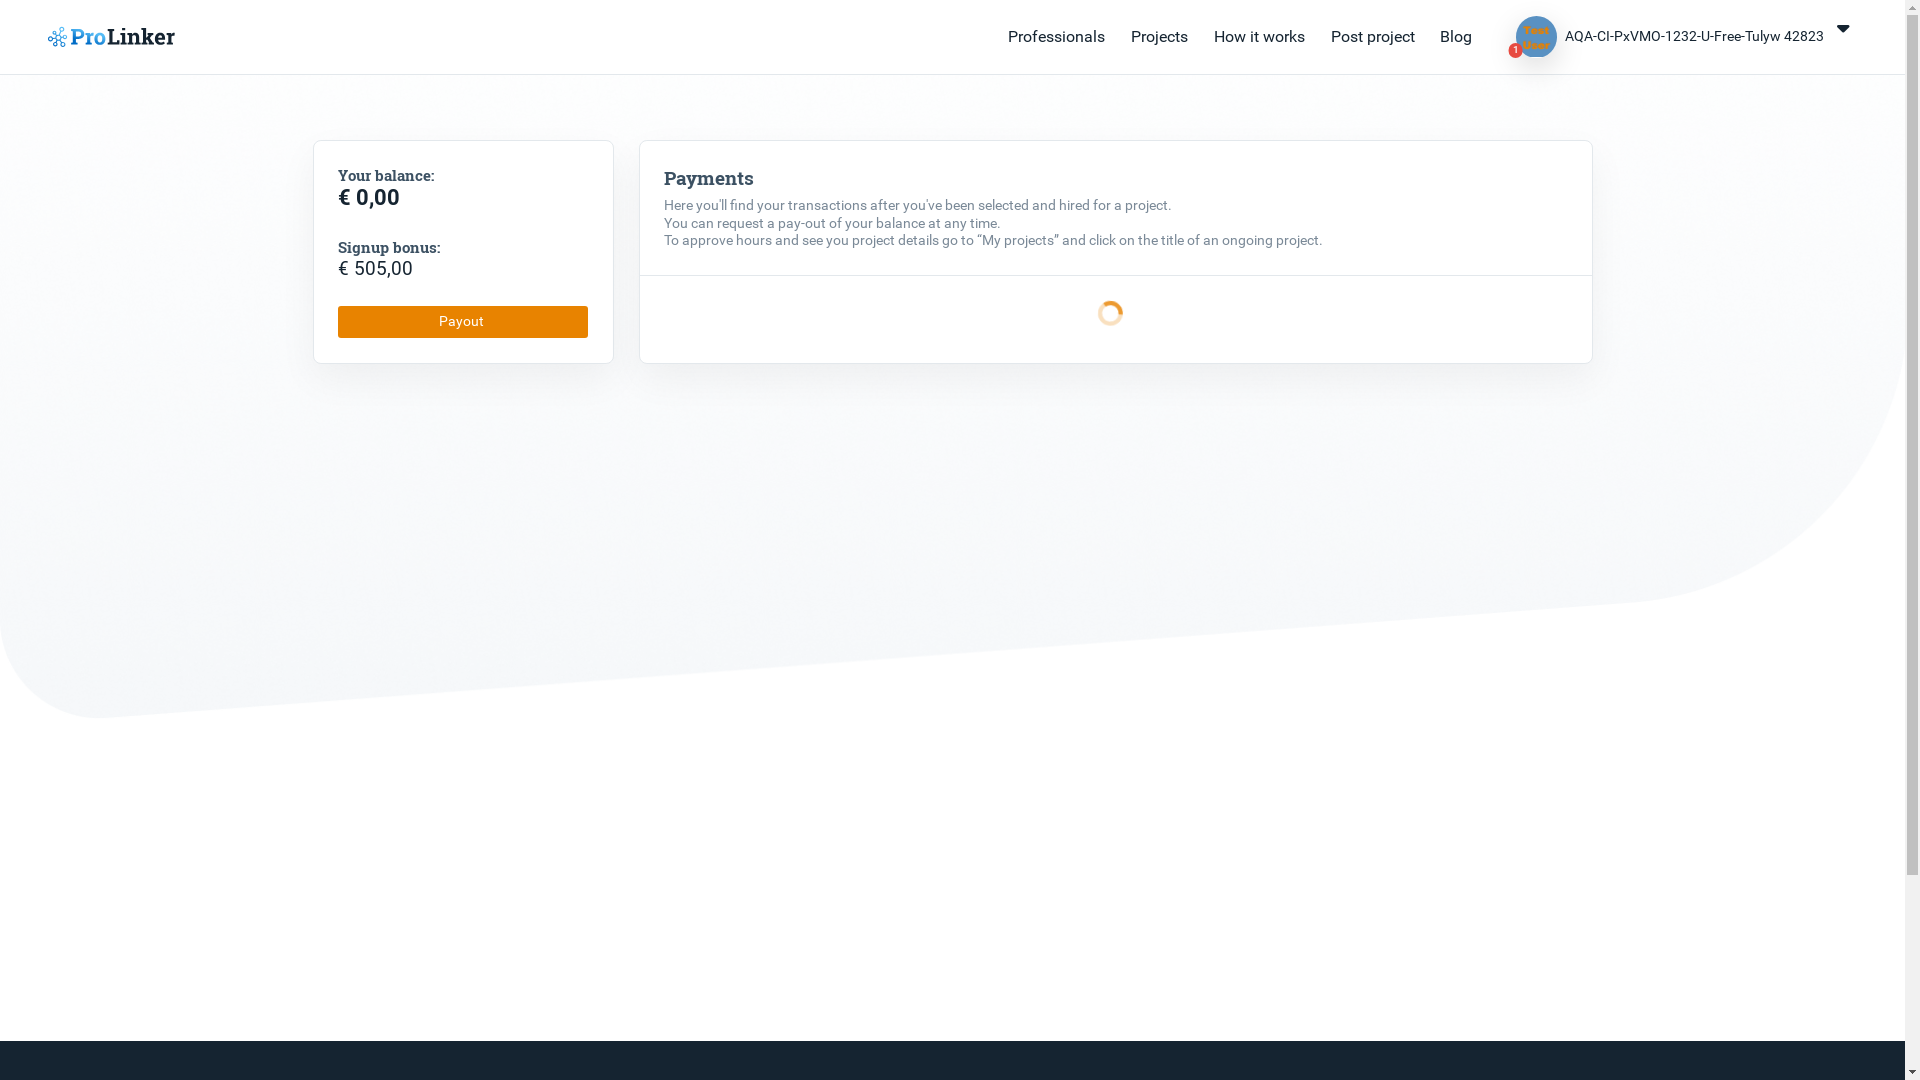 ProLinker
Professionals
Projects
How it works
Post project
Blog
Test
User
1
AQA-CI-PxVMO-1232-U-Free-Tulyw 42823
Your balance:
€ 0,00
Signup bonus:
€ 505,00
Payout
Payments
Here you'll find your transactions after you've been selected and hired for a project.
You can request a pay-out of your balance at any time.
To approve hours and see you project details go to “My projects” and click on the title of an ongoing project.